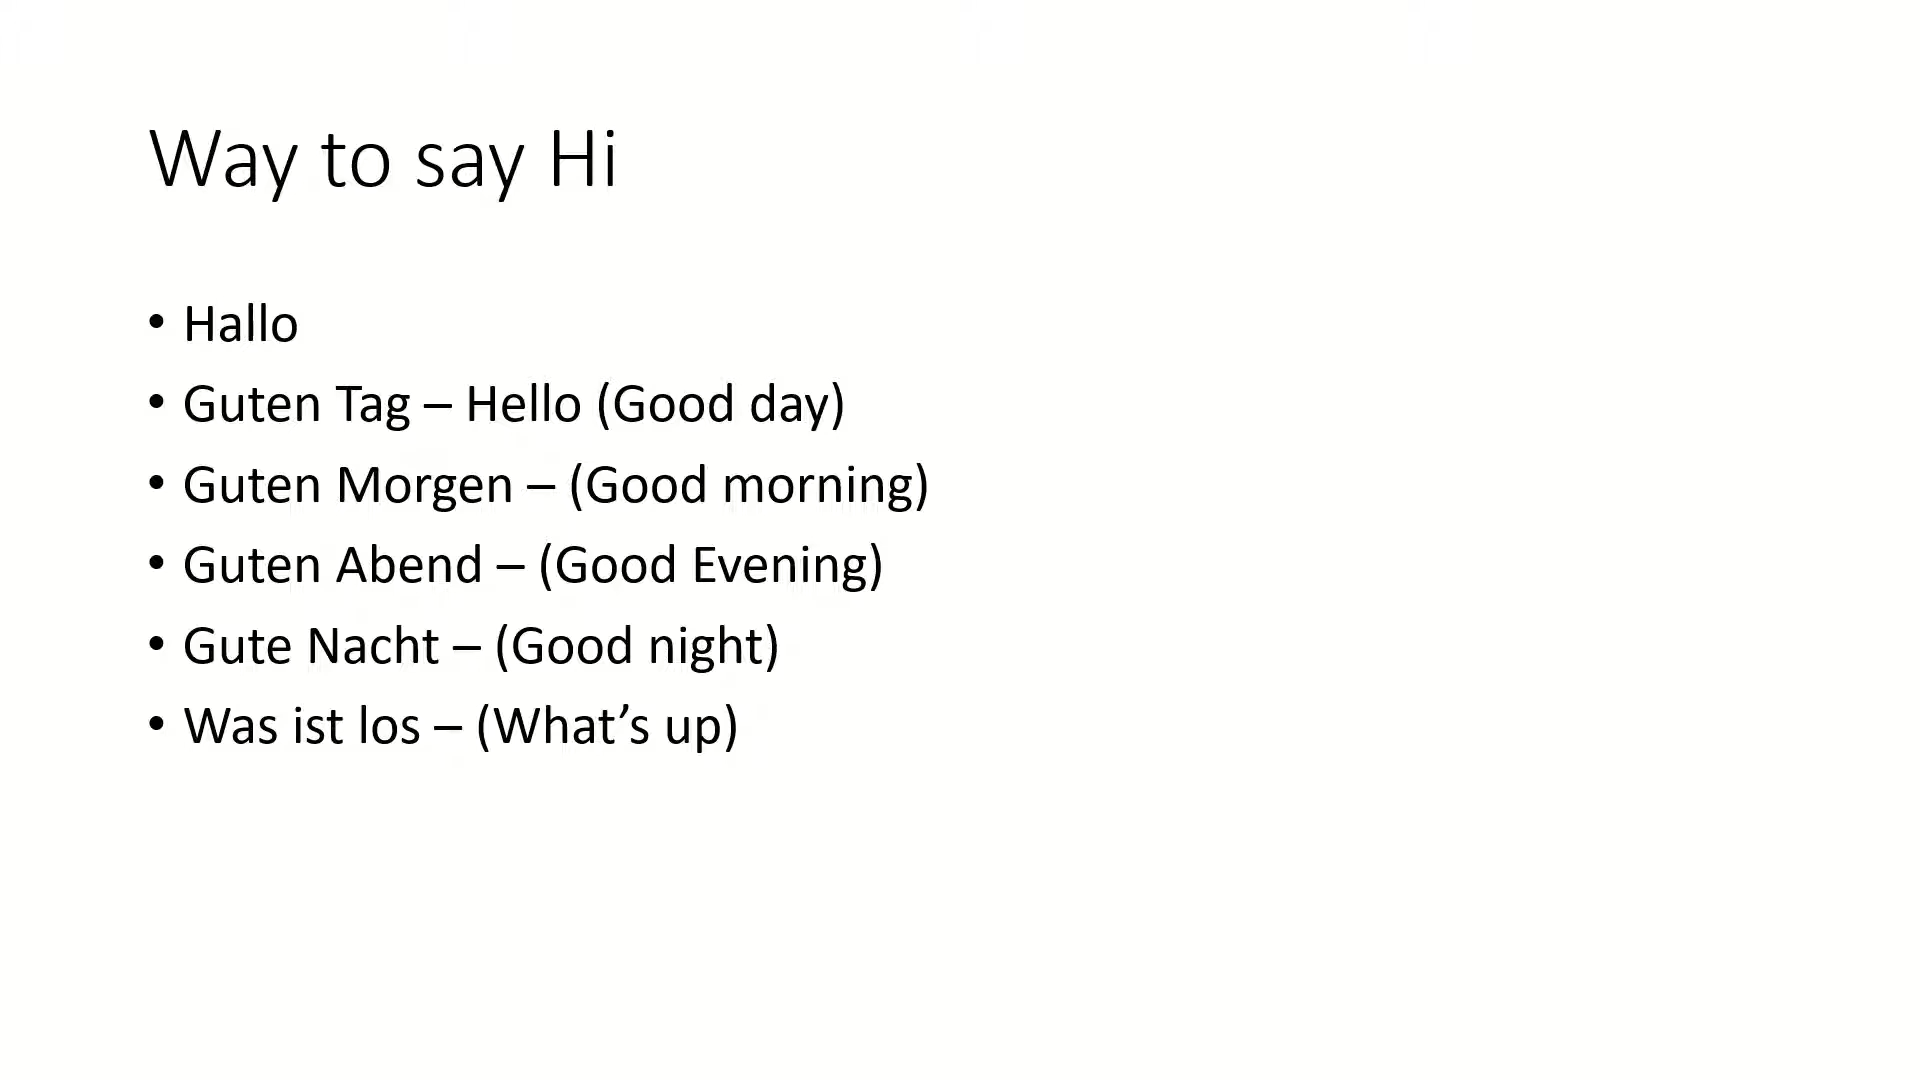 Way to say Hi
• Hallo
• Guten Tag – Hello (Good day)
• Guten Morgen – (Good morning)
• Guten Abend – (Good Evening)
• Gute Nacht – (Good night)
• Was ist los – (What’s up)